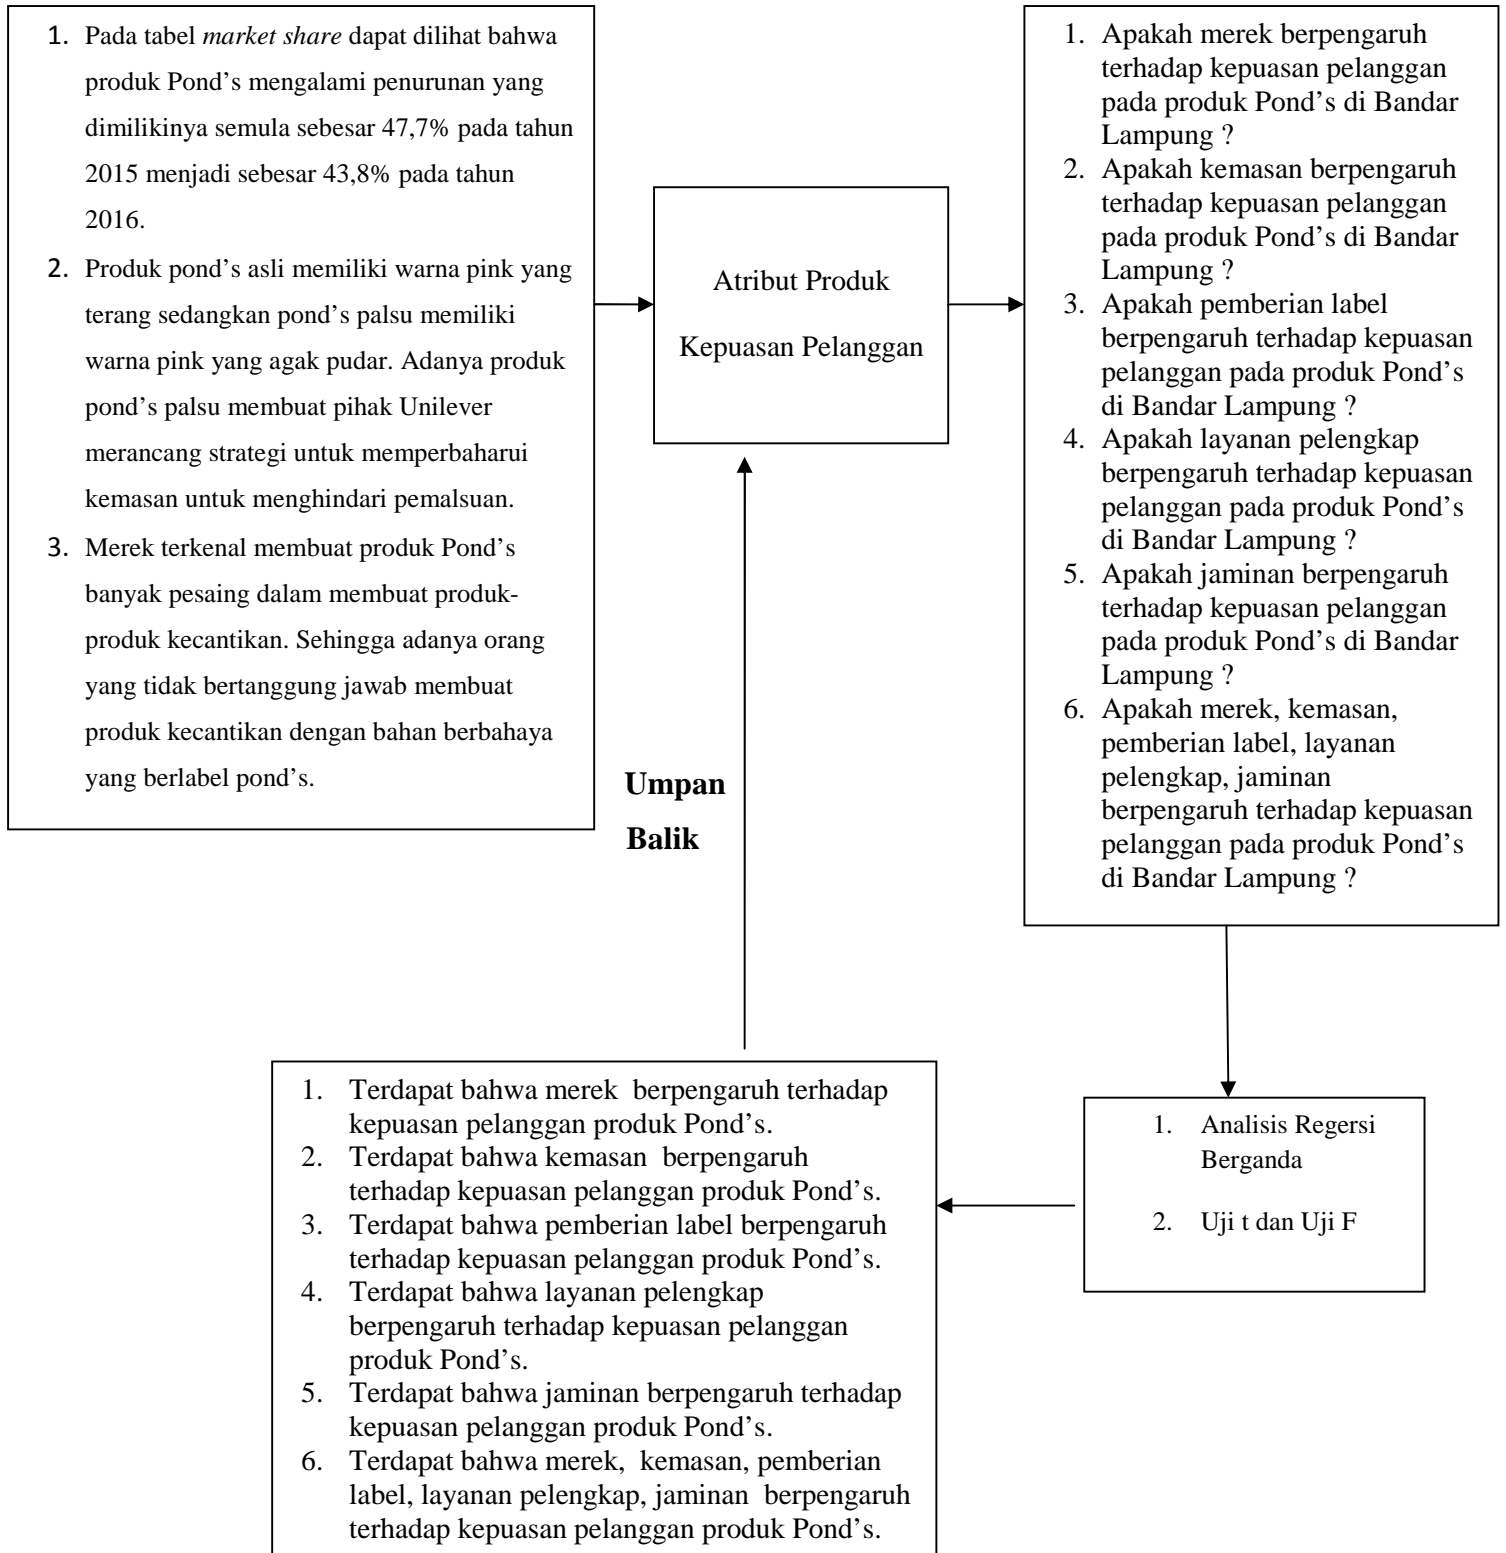 1. Pada tabel market share dapat dilihat bahwa
produk Pond’s mengalami penurunan yang
dimilikinya semula sebesar 47,7% pada tahun
2015 menjadi sebesar 43,8% pada tahun
2016.
2. Produk pond’s asli memiliki warna pink yang
terang sedangkan pond’s palsu memiliki
warna pink yang agak pudar. Adanya produk
pond’s palsu membuat pihak Unilever
merancang strategi untuk memperbaharui
kemasan untuk menghindari pemalsuan.
3. Merek terkenal membuat produk Pond’s
banyak pesaing dalam membuat produk-
produk kecantikan. Sehingga adanya orang
yang tidak bertanggung jawab membuat
produk kecantikan dengan bahan berbahaya
yang berlabel pond’s.
Atribut Produk
Kepuasan Pelanggan
1. Apakah merek berpengaruh
terhadap kepuasan pelanggan
pada produk Pond’s di Bandar
Lampung ?
2. Apakah kemasan berpengaruh
terhadap kepuasan pelanggan
pada produk Pond’s di Bandar
Lampung ?
3. Apakah pemberian label
berpengaruh terhadap kepuasan
pelanggan pada produk Pond’s
di Bandar Lampung ?
4. Apakah layanan pelengkap
berpengaruh terhadap kepuasan
pelanggan pada produk Pond’s
di Bandar Lampung ?
5. Apakah jaminan berpengaruh
terhadap kepuasan pelanggan
pada produk Pond’s di Bandar
Lampung ?
6. Apakah merek, kemasan,
pemberian label, layanan
pelengkap, jaminan
berpengaruh terhadap kepuasan
pelanggan pada produk Pond’s
di Bandar Lampung ?
Umpan
Balik
1. Analisis Regersi
Berganda
2. Uji t dan Uji F
1. Terdapat bahwa merek berpengaruh terhadap
kepuasan pelanggan produk Pond’s.
2. Terdapat bahwa kemasan berpengaruh
terhadap kepuasan pelanggan produk Pond’s.
3. Terdapat bahwa pemberian label berpengaruh
terhadap kepuasan pelanggan produk Pond’s.
4. Terdapat bahwa layanan pelengkap
berpengaruh terhadap kepuasan pelanggan
produk Pond’s.
5. Terdapat bahwa jaminan berpengaruh terhadap
kepuasan pelanggan produk Pond’s.
6. Terdapat bahwa merek, kemasan, pemberian
label, layanan pelengkap, jaminan berpengaruh
terhadap kepuasan pelanggan produk Pond’s.